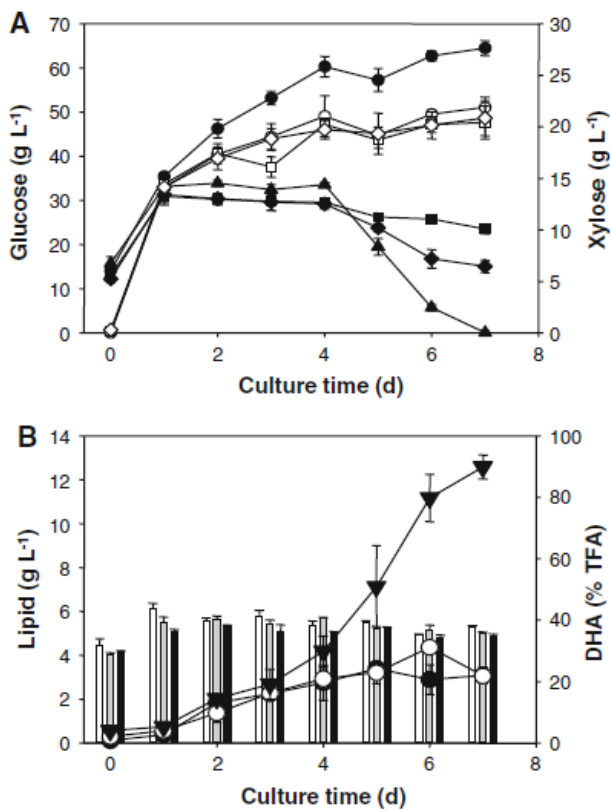 A
Glucose (g L-1)
70
60
50
40
30
20
10
0
30
25
20
15
10
5
0
Xylose (g L-1)
0 2 4 6 8
Culture time (d)
B
Lipid (g L-1)
14
12
10
8
6
4
2
0
100
80
60
40
20
0
DHA (% TFA)
0 2 4 6 8
Culture time (d)